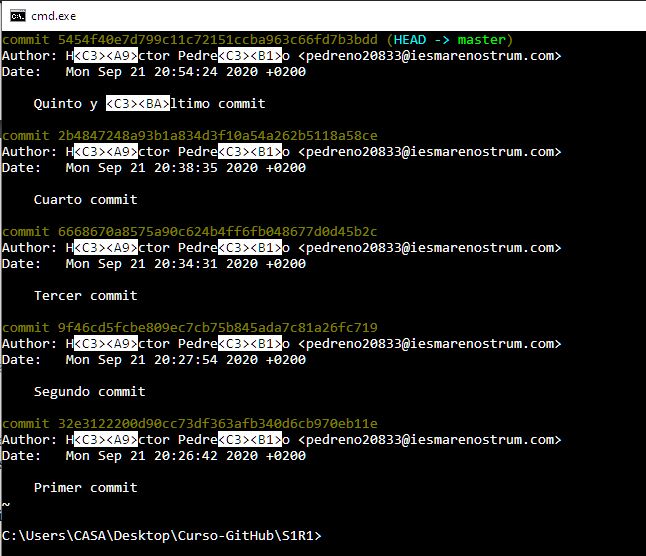 cmd.exe
commit 5454f40e7d799c11c72151ccba963c66fd7b3bdd (HEAD -> master)
Author: H<C3><A9>ctor Pedre<C3><B1>o <pedreno20833@iesmarenostrum.com>
Date:   Mon Sep 21 20:54:24 2020 +0200
Quinto y <C3><BA>ltimo commit
commit 2b4847248a93b1a834d3f10a54a262b5118a58ce
Author: H<C3><A9>ctor Pedre<C3><B1>o <pedreno20833@iesmarenostrum.com>
Date:   Mon Sep 21 20:38:35 2020 +0200
Cuarto commit
commit 6668670a8575a90c624b4ff6fb048677d0d45b2c
Author: H<C3><A9>ctor Pedre<C3><B1>o <pedreno20833@iesmarenostrum.com>
Date:   Mon Sep 21 20:34:31 2020 +0200
Tercer commit
commit 9f46cd5fcbe809ec7cb75b845ada7c81a26fc719
Author: H<C3><A9>ctor Pedre<C3><B1>o <pedreno20833@iesmarenostrum.com>
Date:   Mon Sep 21 20:27:54 2020 +0200
Segundo commit
commit 32e3122200d90cc73df363afb340d6cb970eb11e
Author: H<C3><A9>ctor Pedre<C3><B1>o <pedreno20833@iesmarenostrum.com>
Date:   Mon Sep 21 20:26:42 2020 +0200
Primer commit
~
C:\Users\CASA\Desktop\Curso-GitHub\S1R1>